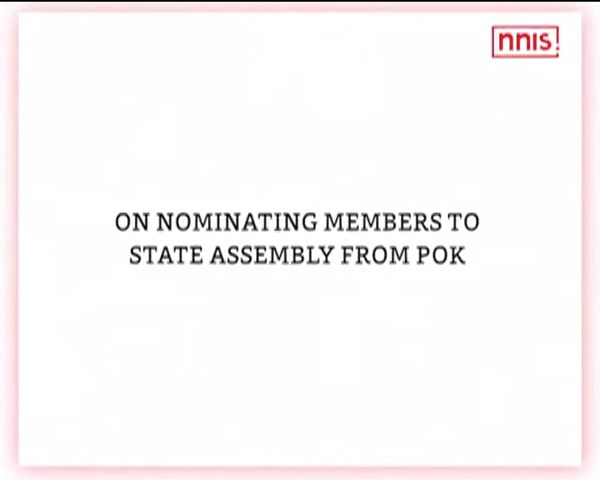 nnis!
ON NOMINATING MEMBERS TO
STATE ASSEMBLY FROM POK